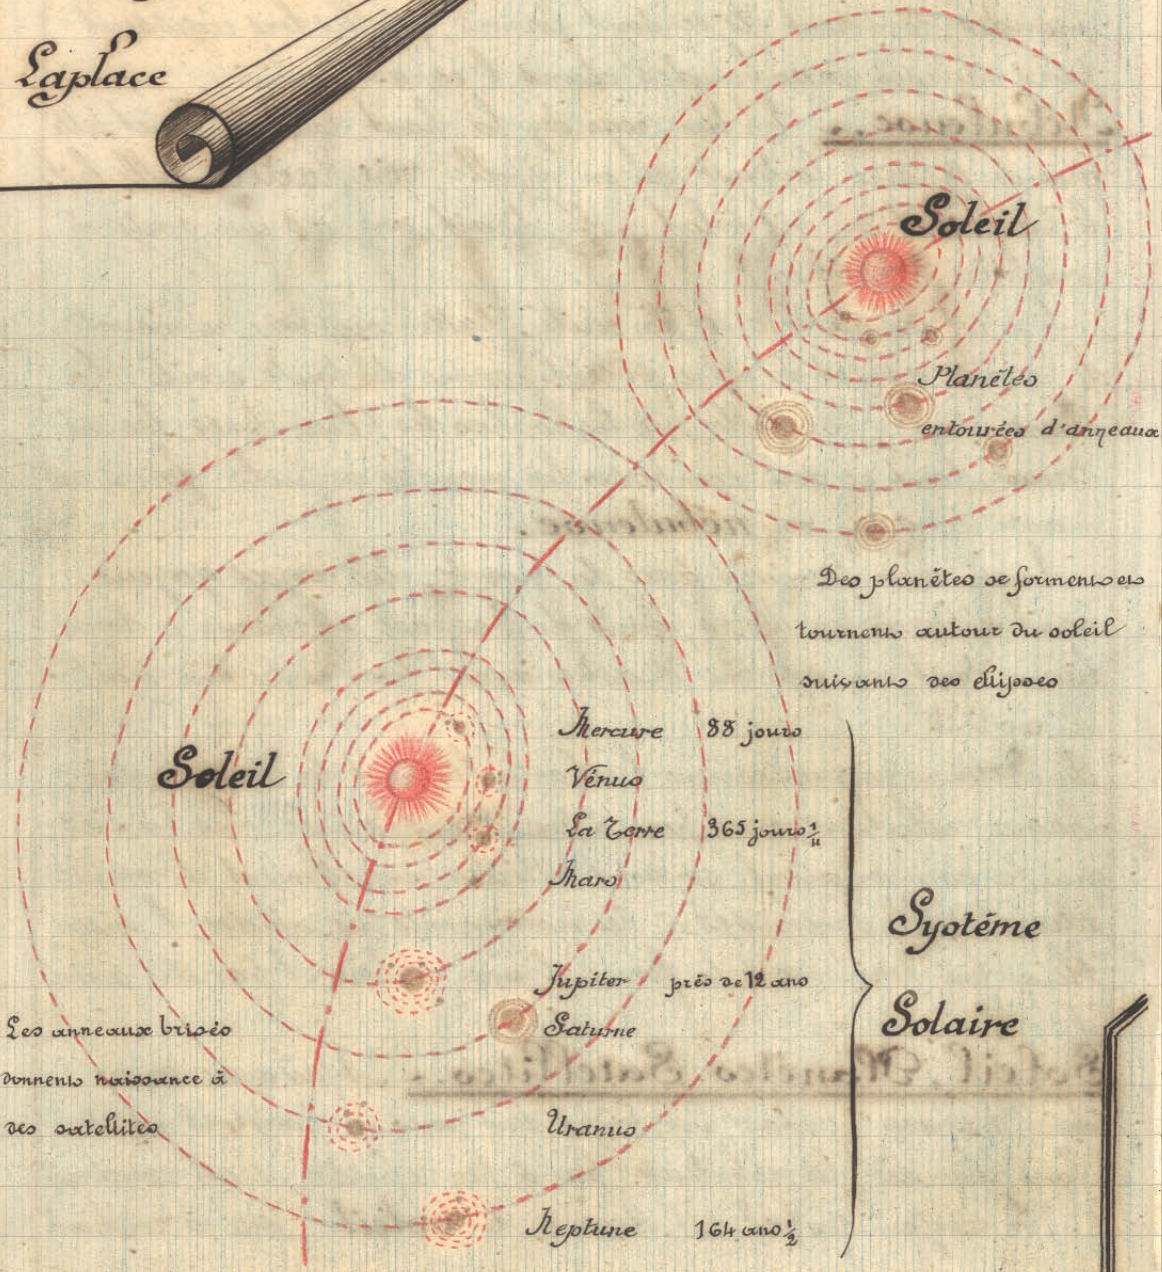 Laplace
Soleil
Planètes
entourées d'anneaux
Des planètes se forment et
tournent autour du soleil
suivant des ellipses
Soleil
Mercure 88 jours
Vénus
La Terre 365 jours 1/4
Mars
Jupiter près de 12 ans
Saturne
Uranus
Neptune 164 ans 1/2
Système
Solaire
Les anneaux brisés
donnent naissance à
des satellites